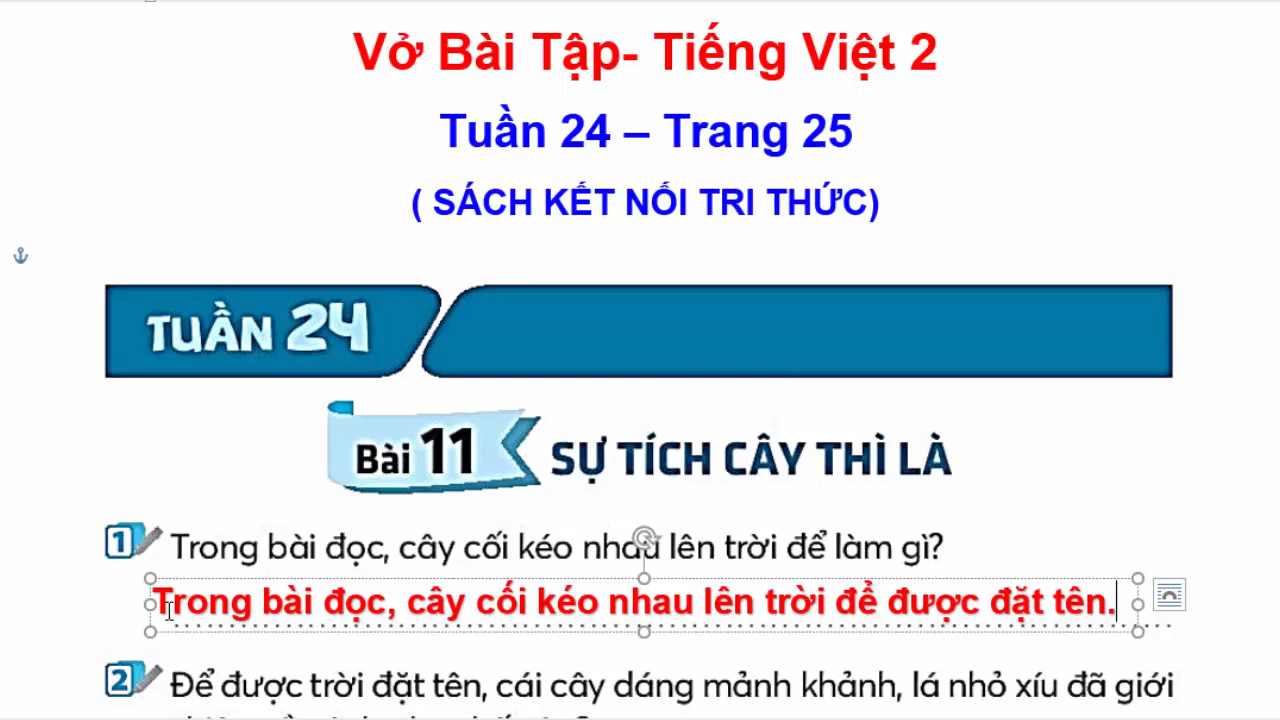 Vở Bài Tập- Tiếng Việt 2
Tuần 24 – Trang 25
( SÁCH KẾT NỐI TRI THỨC)
TUẦN 24
Bài 11 SỰ TÍCH CÂY THÌ LÀ
1 Trong bài đọc, cây cối kéo nhau lên trời để làm gì?
Trong bài đọc, cây cối kéo nhau lên trời để được đặt tên.
2 Để được trời đặt tên, cái cây dáng mảnh khảnh, lá nhỏ xíu đã giới